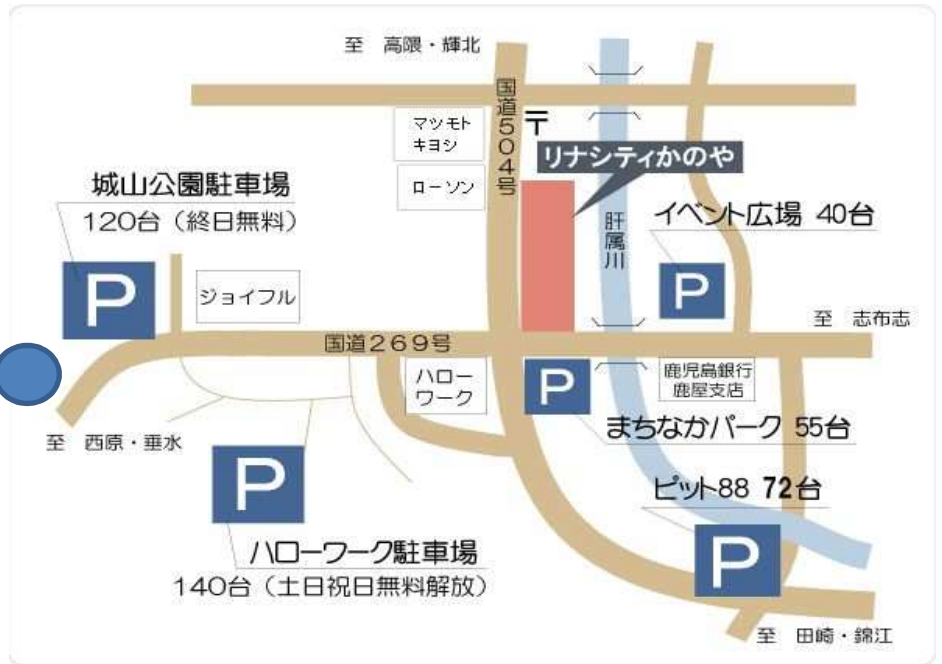 至 高隈・輝北
国道504号
マツモト
キヨシ
〒
リナシティかのや
ローソン
城山公園駐車場
120台（終日無料）
P
肝属川
イベント広場 40台
P
ジョイフル
至 志布志
国道269号
ハロー
ワーク
P
鹿児島銀行
鹿屋支店
まちなかパーク 55台
至 西原・垂水
P
ピット88 72台
P
ハローワーク駐車場
140台（土日祝日無料解放）
至 田崎・錦江